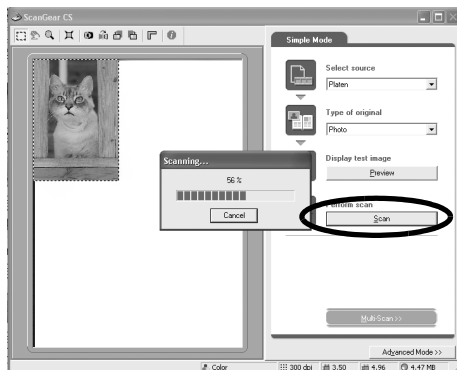 ScanGear CS
Simple Mode
Select source
Platen
Type of original
Photo
Display test image
Preview
Scanning...
56 %
Cancel
Perform scan
Scan
Multi-Scan >>
Advanced Mode >>
Color
300 dpi
3.50
4.96
4.47 MB